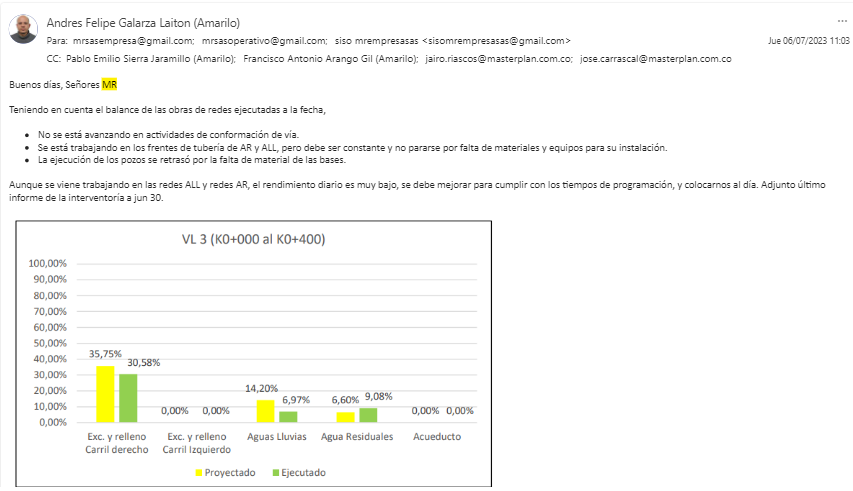 Andres Felipe Galarza Laiton (Amarilo)
Para: mrsasempresa@gmail.com; mrsasoperativo@gmail.com; siso mrempresasas <sisomrempresasas@gmail.com>
Jue 06/07/2023 11:03
CC: Pablo Emilio Sierra Jaramillo (Amarilo); Francisco Antonio Arango Gil (Amarilo); jairo.riascos@masterplan.com.co; jose.carrascal@masterplan.com.co
Buenos días, Señores MR
Teniendo en cuenta el balance de las obras de redes ejecutadas a la fecha,
• No se está avanzando en actividades de conformación de vía.
• Se está trabajando en los frentes de tubería de AR y ALL, pero debe ser constante y no pararse por falta de materiales y equipos para su instalación.
• La ejecución de los pozos se retrasó por la falta de material de las bases.
Aunque se viene trabajando en las redes ALL y redes AR, el rendimiento diario es muy bajo, se debe mejorar para cumplir con los tiempos de programación, y colocarnos al día. Adjunto último
informe de la interventoría a jun 30.
VL 3 (K0+000 al K0+400)
100,00%
90,00%
80,00%
70,00%
60,00%
50,00%
40,00%
30,00%
20,00%
10,00%
0,00%
35,75%
30,58%
0,00% 0,00%
14,20%
6,97%
6,60%
9,08%
0,00% 0,00%
Exc. y relleno
Carril derecho
Exc. y relleno
Carril Izquierdo
Aguas Lluvias
Agua Residuales
Acueducto
Proyectado
Ejecutado